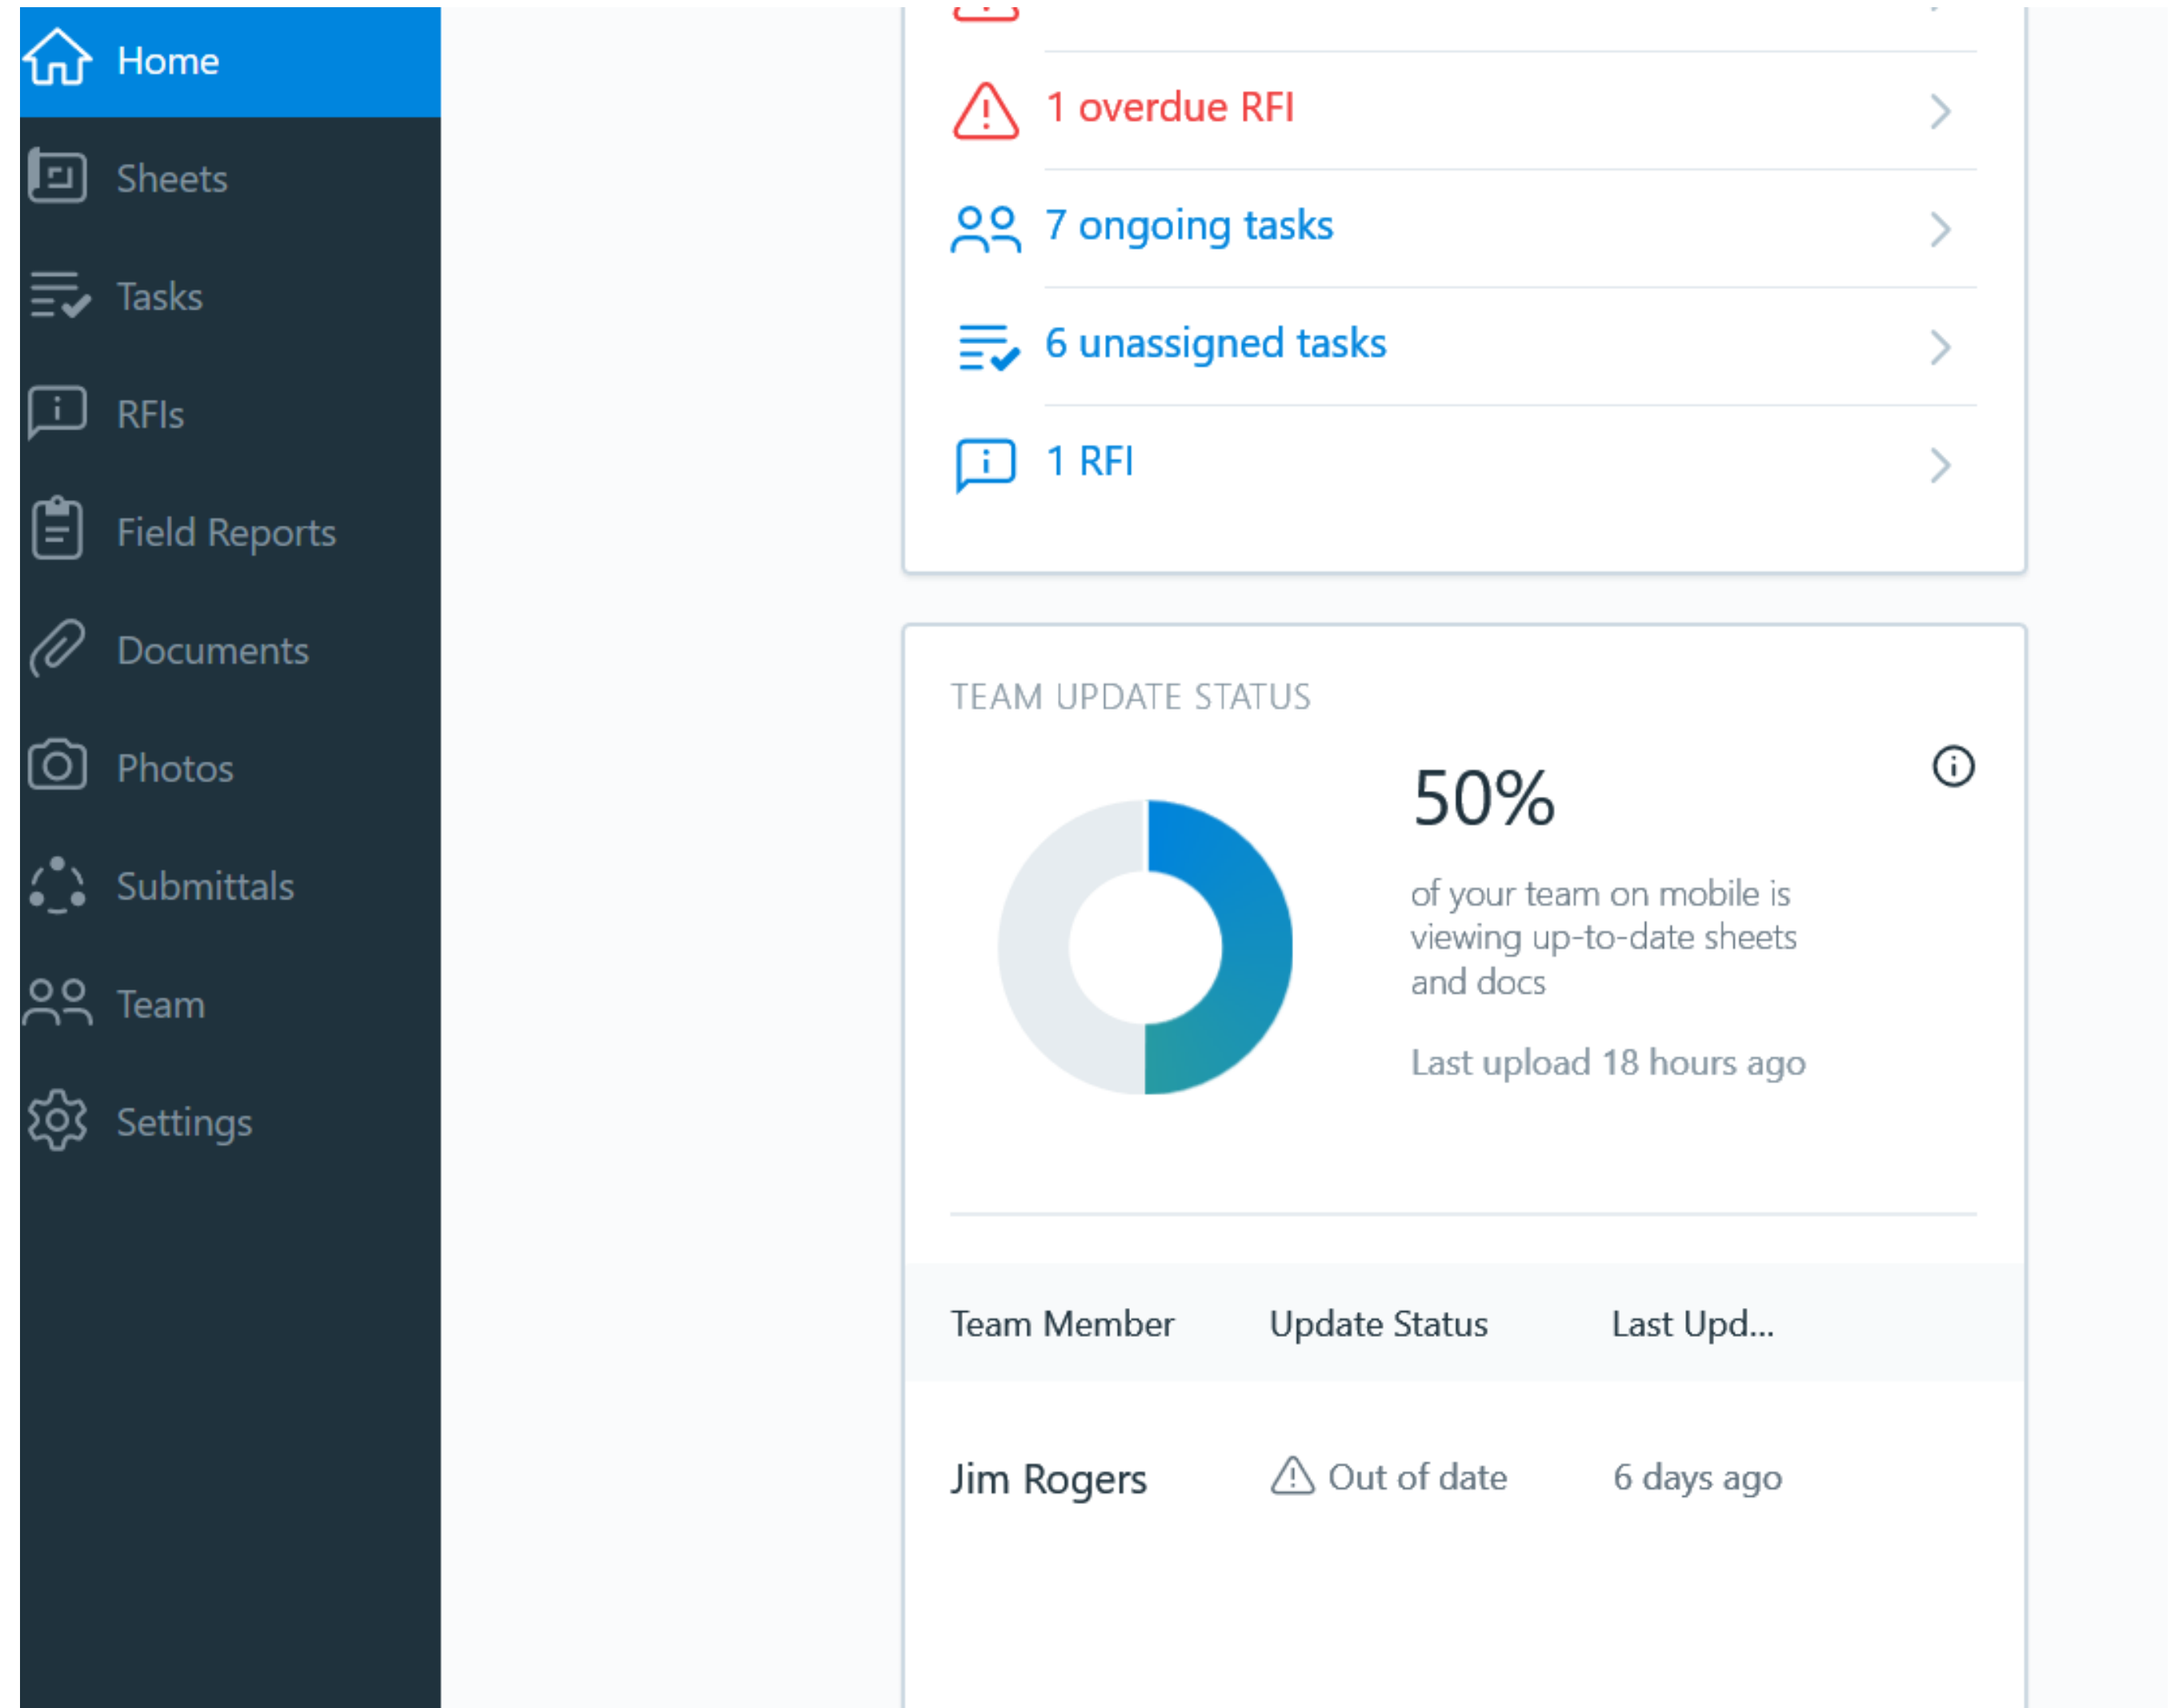 Home
Sheets
Tasks
RFIs
Field Reports
Documents
Photos
Submittals
Team
Settings
1 overdue RFI
7 ongoing tasks
6 unassigned tasks
1 RFI
TEAM UPDATE STATUS
50%
of your team on mobile is
viewing up-to-date sheets
and docs
Last upload 18 hours ago
Team Member Update Status Last Upd...
Jim Rogers Out of date 6 days ago